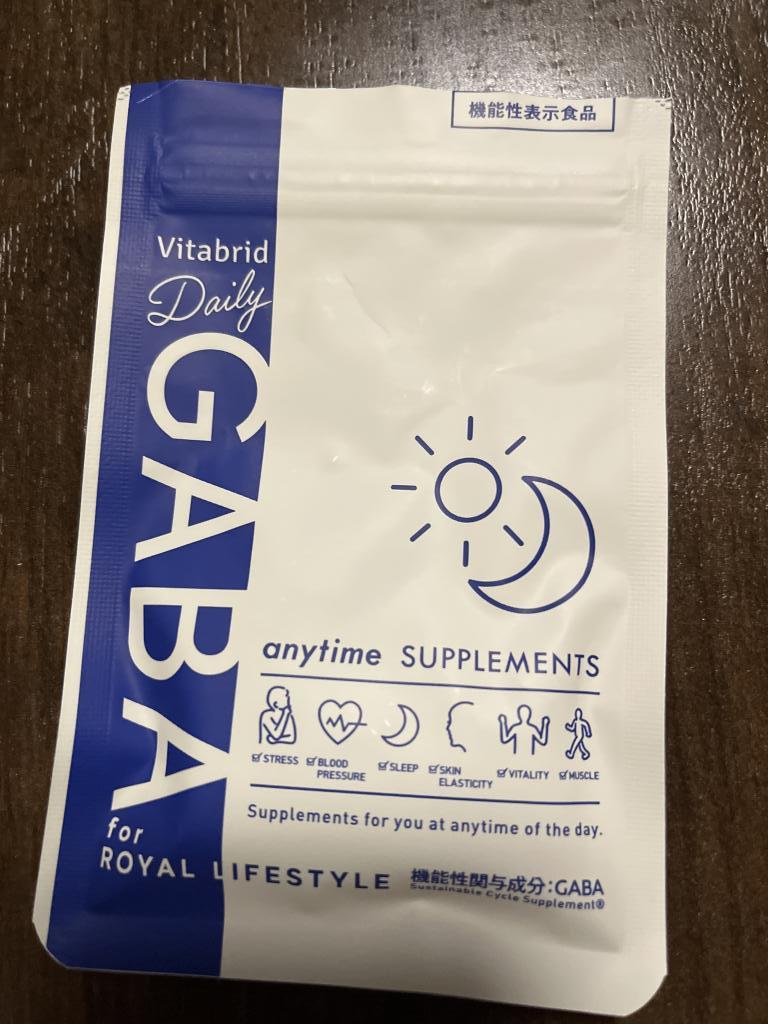 機能性表示食品
Vitabrid
Daily
GABA
anytime SUPPLEMENTS
☑STRESS
☑BLOOD
PRESSURE
☑SLEEP
☑SKIN
ELASTICITY
☑VITALITY
☑MUSCLE
Supplements for you at anytime of the day.
for
ROYAL LIFESTYLE
機能性関与成分:GABA
Sustainable Cycle Supplement®